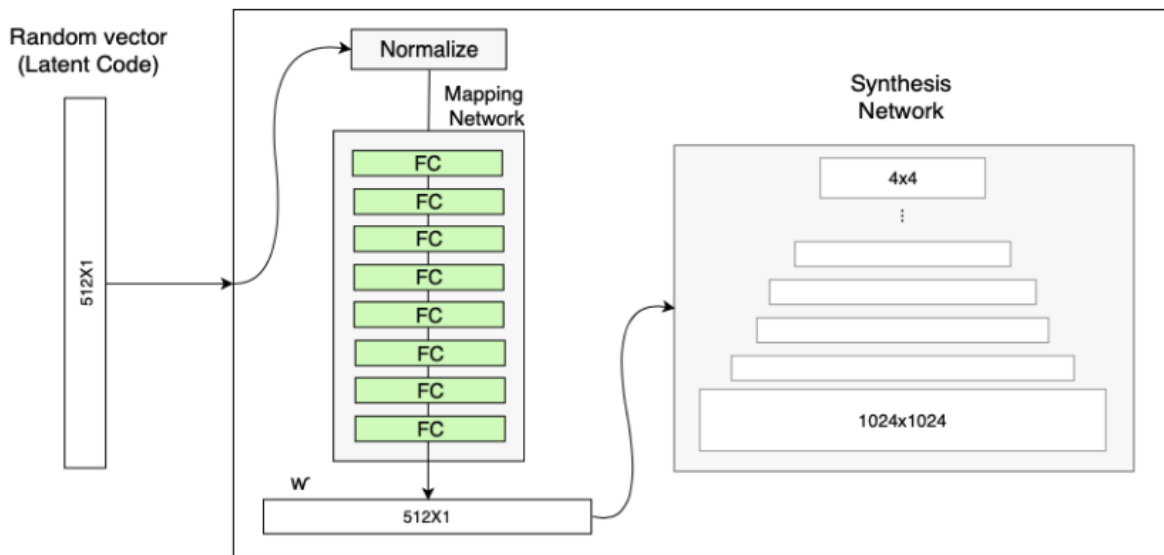 Random vector
(Latent Code)
512X1
Normalize
Mapping
Network
FC
FC
FC
FC
FC
FC
FC
FC
w
512X1
Synthesis
Network
4x4
...
1024x1024